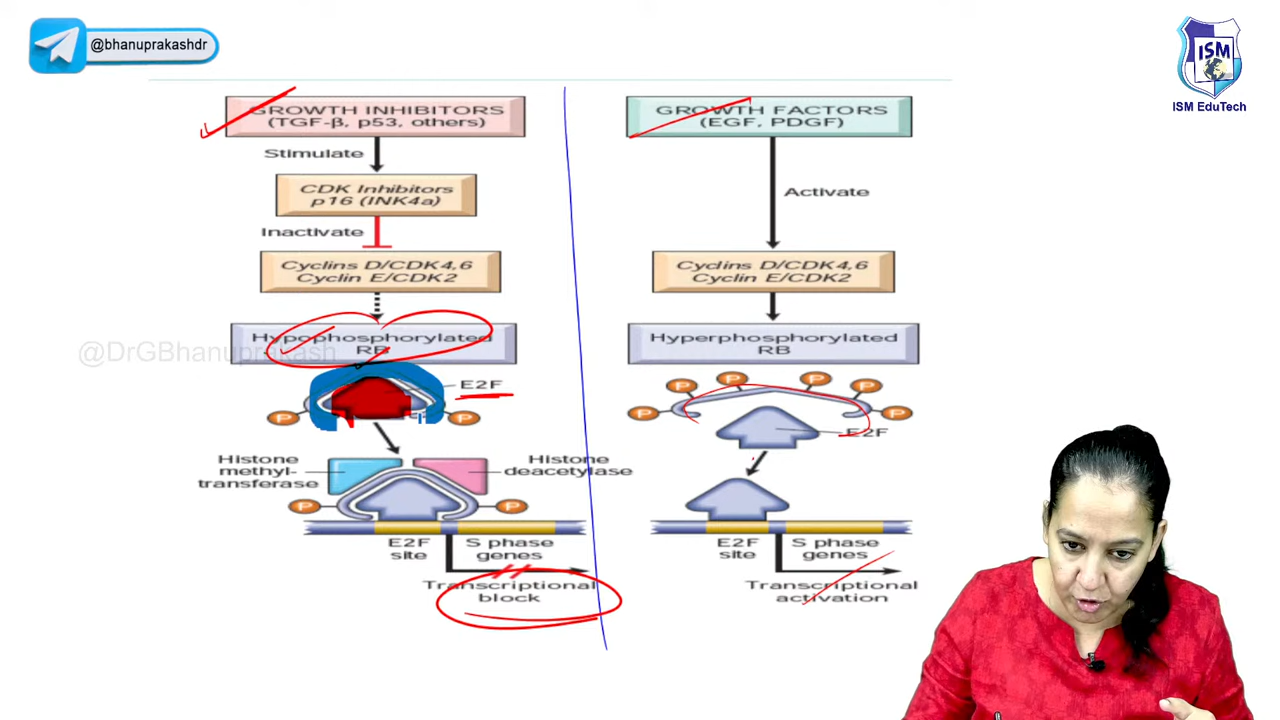 @bhanuprakashdr
ISM
ISM EduTech
GROWTH INHIBITORS
(TGF-β, p53, others)
Stimulate
CDK Inhibitors
p16 (INK4a)
Inactivate
Cyclins D/CDK4,6
Cyclin E/CDK2
Hypophosphorylated
RB
@DrGBhanuprakash
E2F
P
P
Histone
methyl-
transferase
Histone
deacetylase
P
P
E2F
site
S phase
genes
Transcriptional
block
GROWTH FACTORS
(EGF, PDGF)
Activate
Cyclins D/CDK4,6
Cyclin E/CDK2
Hyperphosphorylated
RB
P
P
P
P
P
P
E2F
E2F
site
S phase
genes
Transcriptional
activation